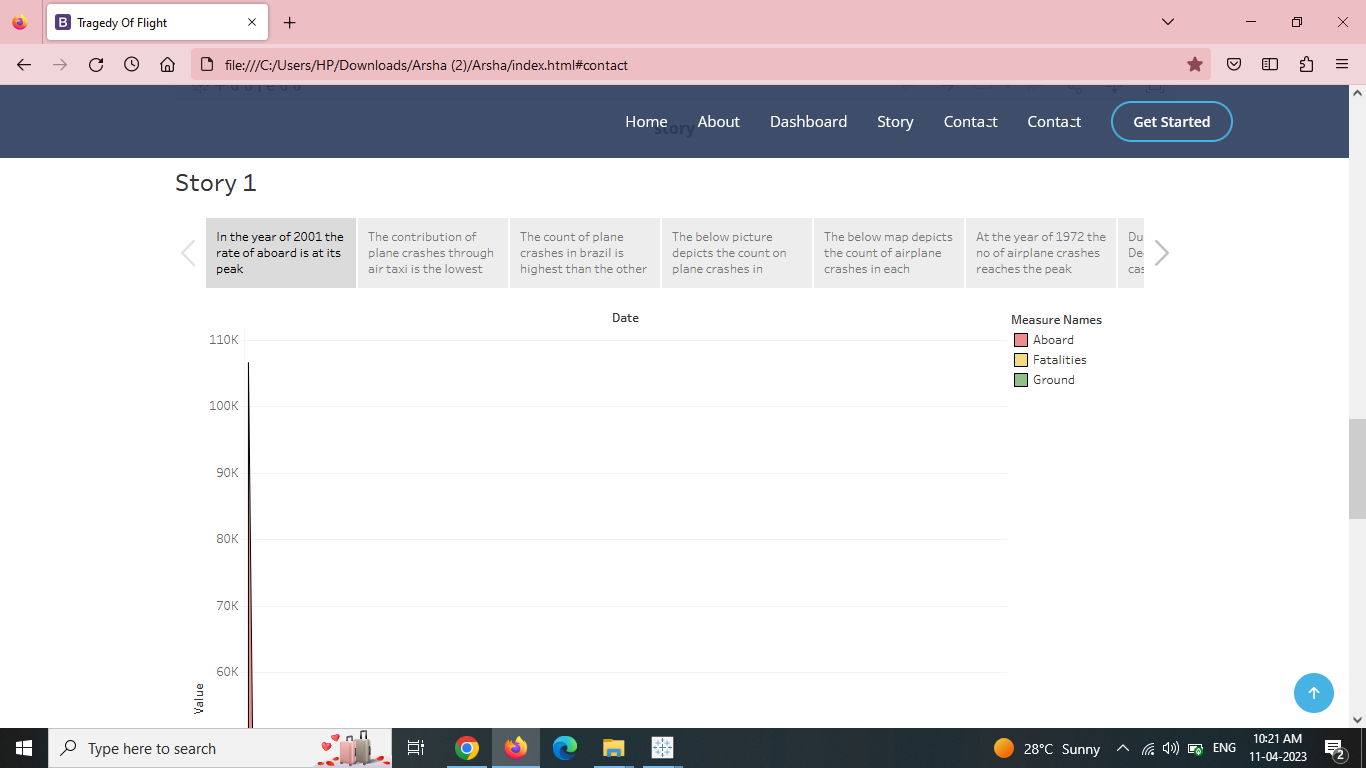 Tragedy Of Flight
file:///C:/Users/HP/Downloads/Arsha (2)/Arsha/index.html#contact
Home About Dashboard Story Contact Contact Get Started
story
Story 1
In the year of 2001 the
rate of aboard is at its
peak
The contribution of
plane crashes through
air taxi is the lowest
The count of plane
crashes in brazil is
highest than the other
The below picture
depicts the count on
plane crashes in
The below map depicts
the count of airplane
crashes in each
At the year of 1972 the
no of airplane crashes
reaches the peak
Date
Measure Names
Aboard
Fatalities
Ground
110K
100K
90K
80K
70K
60K
Value
Type here to search
28°C Sunny
ENG
10:21 AM
11-04-2023
2